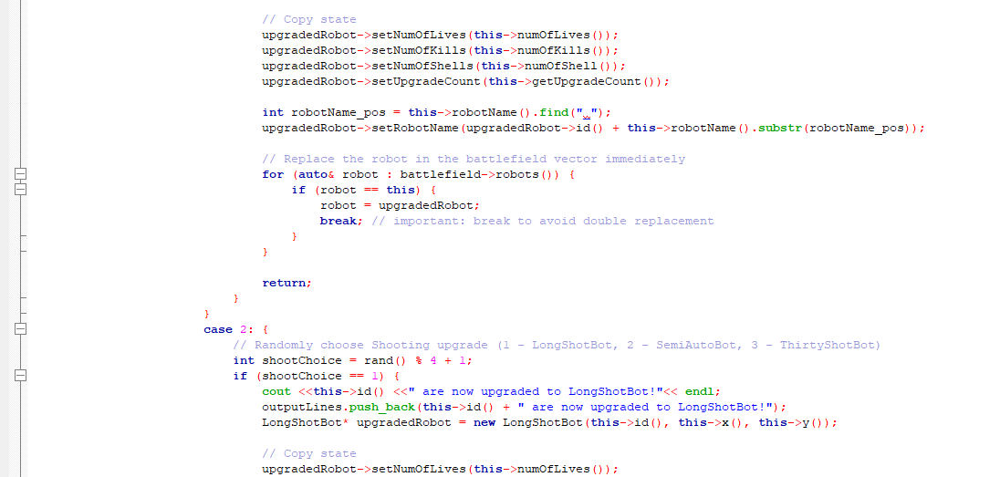 // Copy state
upgradedRobot->setNumOfLives(this->numOfLives());
upgradedRobot->setNumOfKills(this->numOfKills());
upgradedRobot->setNumOfShells(this->numOfShell());
upgradedRobot->setUpgradeCount(this->getUpgradeCount());
int robotName_pos = this->robotName().find("_");
upgradedRobot->setRobotName(upgradedRobot->id() + this->robotName().substr(robotName_pos));
// Replace the robot in the battlefield vector immediately
for (auto& robot : battlefield->robots()) {
if (robot == this) {
robot = upgradedRobot;
break; // important: break to avoid double replacement
}
}
return;
}
}
case 2: {
// Randomly choose Shooting upgrade (1 - LongShotBot, 2 - SemiAutoBot, 3 - ThirtyShotBot)
int shootChoice = rand() % 4 + 1;
if (shootChoice == 1) {
cout <<this->id() <<" are now upgraded to LongShotBot!"<< endl;
outputLines.push_back(this->id() + " are now upgraded to LongShotBot!");
LongShotBot* upgradedRobot = new LongShotBot(this->id(), this->x(), this->y());
// Copy state
upgradedRobot->setNumOfLives(this->numOfLives());